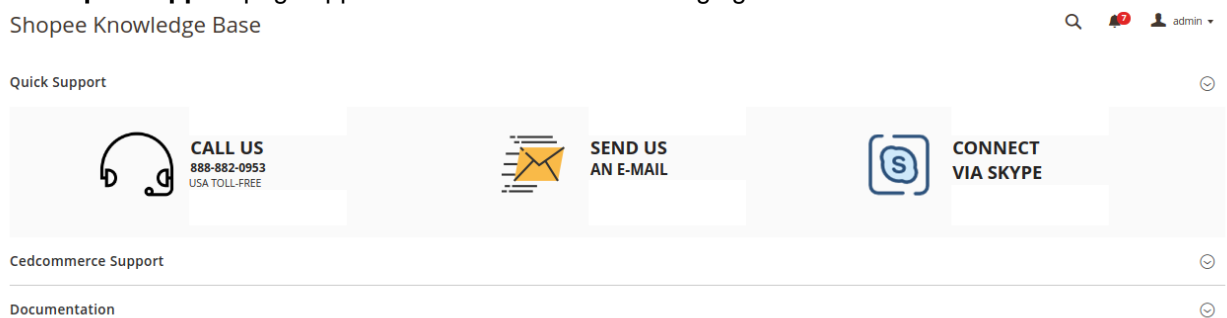 Shopee Knowledge Base
7
admin
Quick Support
CALL US
888-882-0953
USA TOLL-FREE
SEND US
AN E-MAIL
S
CONNECT
VIA SKYPE
Cedcommerce Support
Documentation